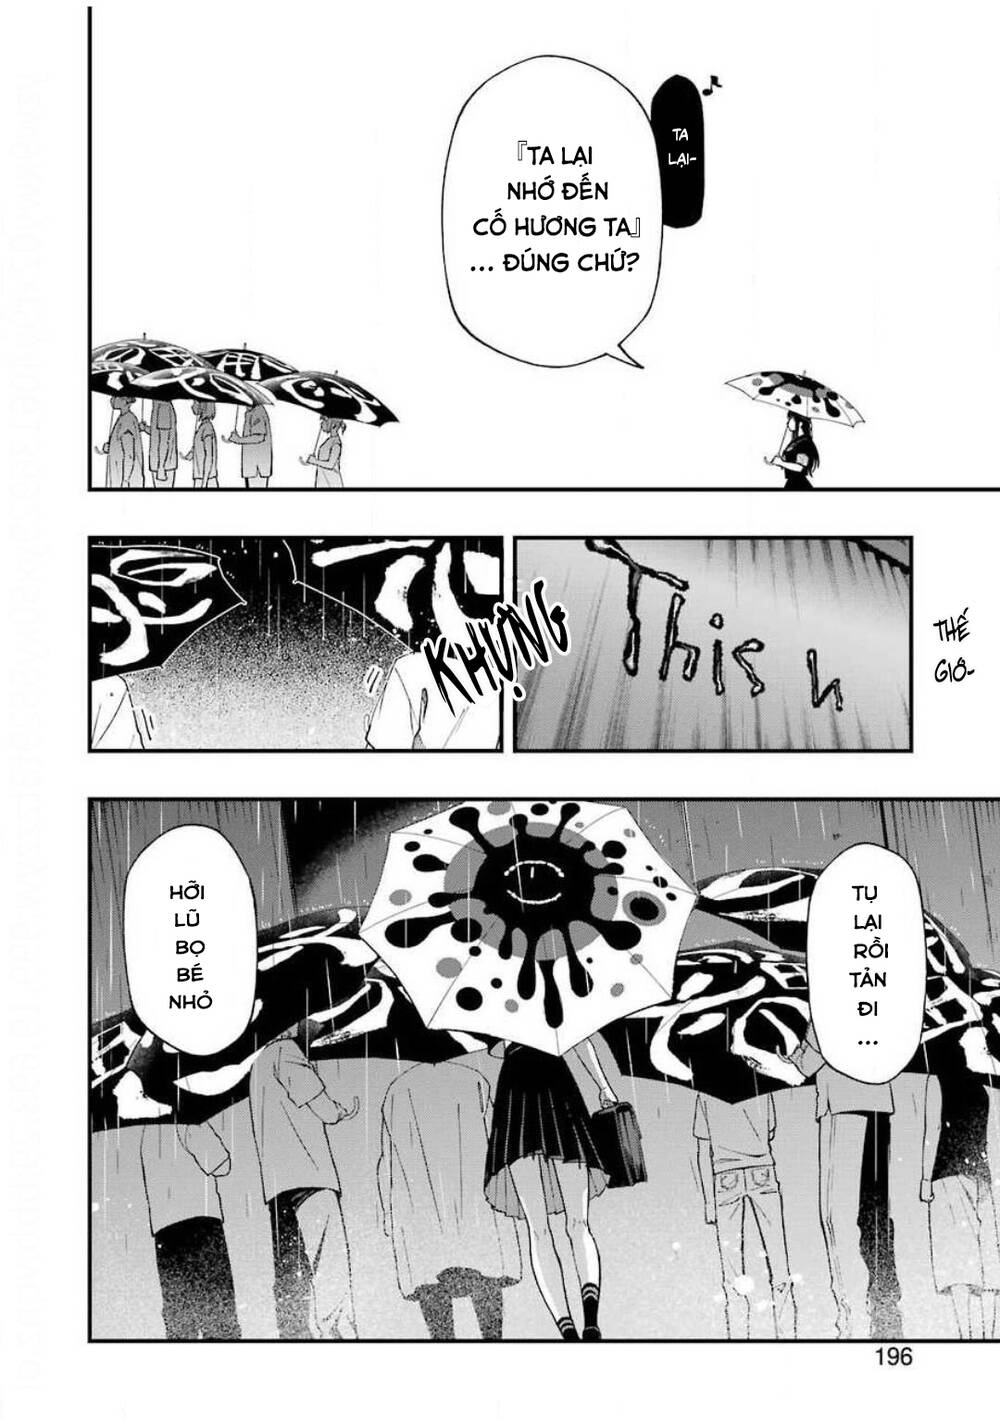 TA
LẠI-
『TA LẠI
NHỚ ĐẾN
CỐ HƯƠNG TA』
... ĐÚNG CHỨ?
THẾ
GIỚ-
This
KHỰNG
TỤ
LẠI
RỒI
TẢN
ĐI
...
HỠI
LŨ
BỌ
BÉ
NHỎ
196